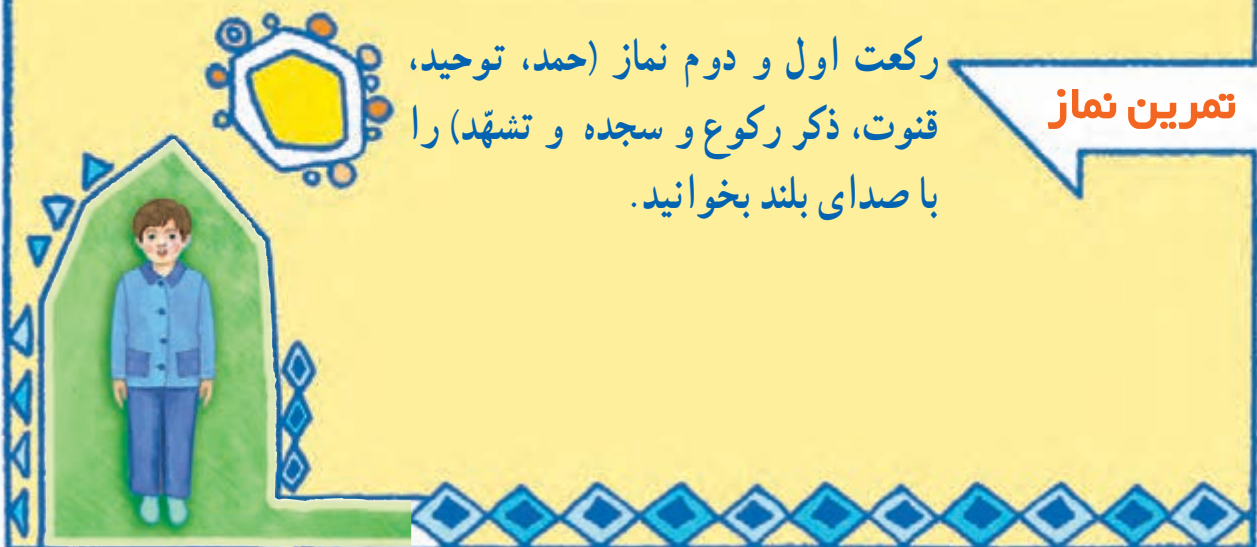 تمرین نماز
رکعت اول و دوم نماز (حمد، توحید،
قنوت، ذکر رکوع و سجده و تشهّد) را
با صدای بلند بخوانید.